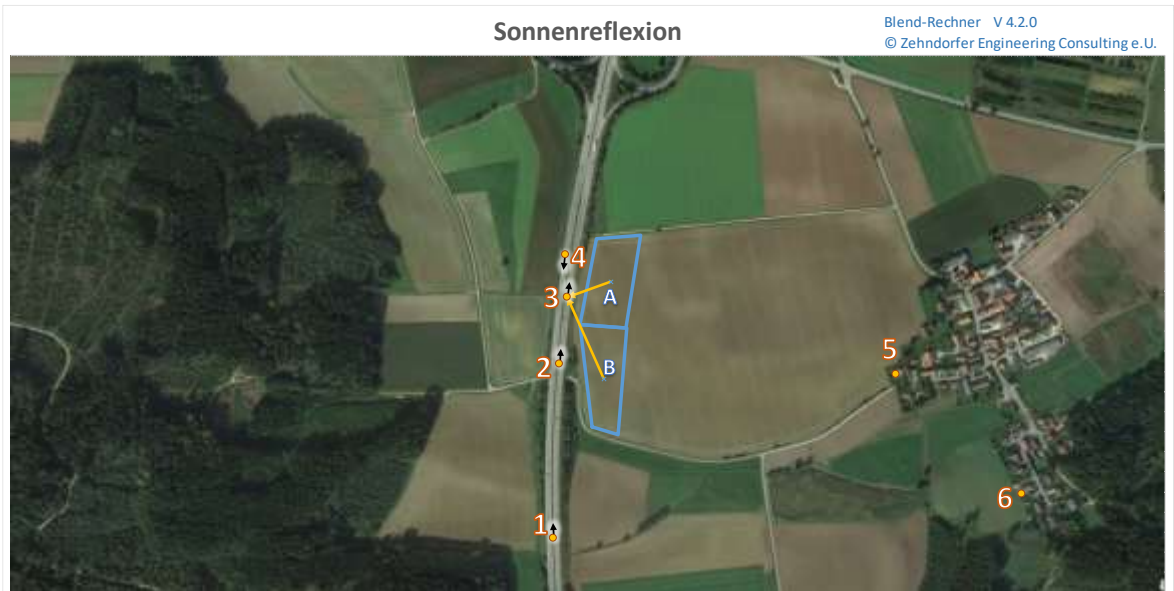 Sonnenreflexion
Blend-Rechner V 4.2.0
© Zehndorfer Engineering Consulting e.U.
4
3
A
2
B
5
6
1